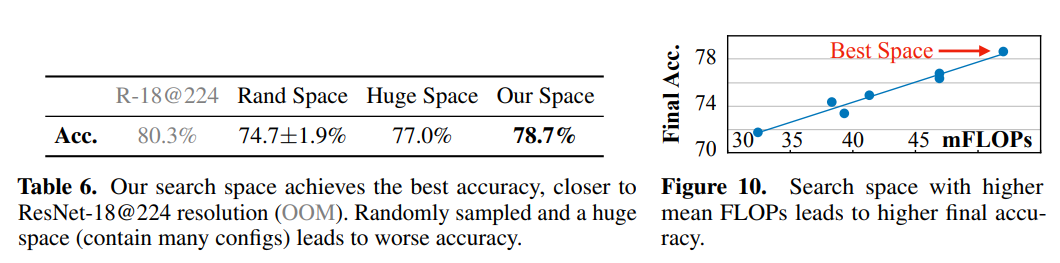 R-18@224 Rand Space Huge Space Our Space
Acc. 80.3% 74.7±1.9% 77.0% 78.7%
Table 6. Our search space achieves the best accuracy, closer to
ResNet-18@224 resolution (OOM). Randomly sampled and a huge
space (contain many configs) leads to worse accuracy.
Final Acc.
78
74
70
Best Space
30 35 40 45 mFLOPs
Figure 10. Search space with higher
mean FLOPs leads to higher final accu-
racy.